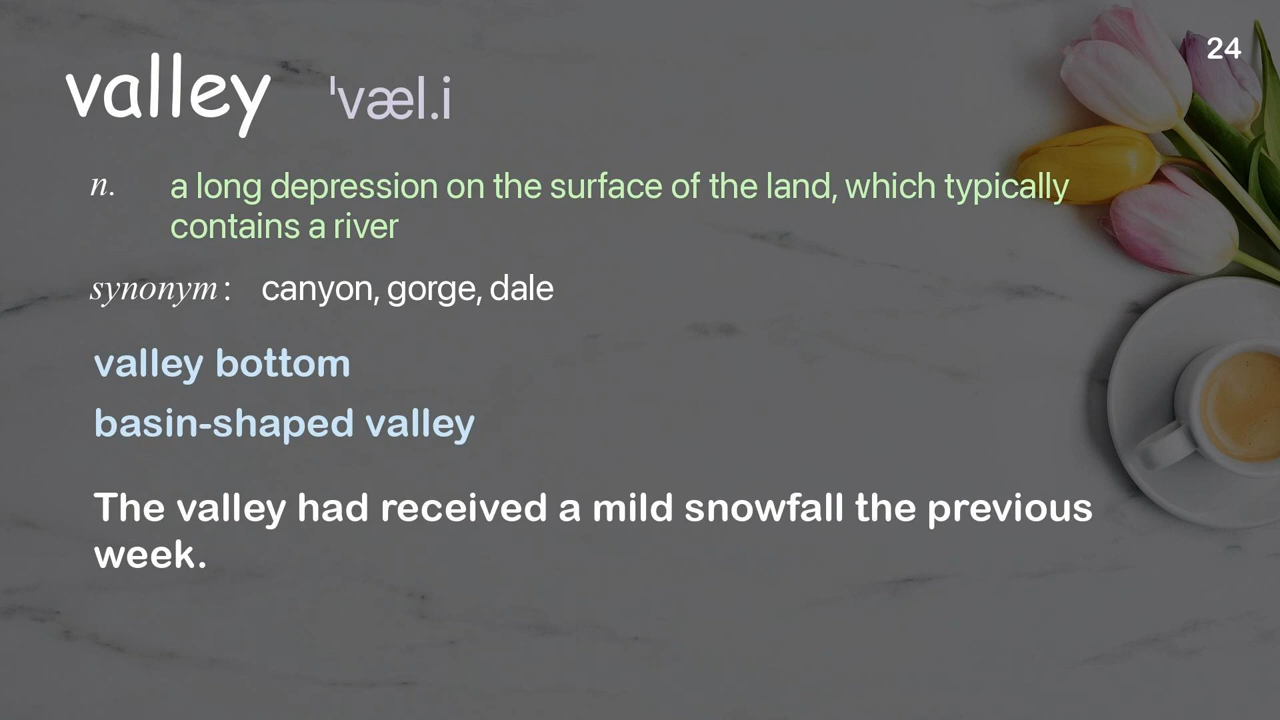 24
valley ˈvæl.i
n. a long depression on the surface of the land, which typically
contains a river
synonym: canyon, gorge, dale
valley bottom
basin-shaped valley
The valley had received a mild snowfall the previous
week.